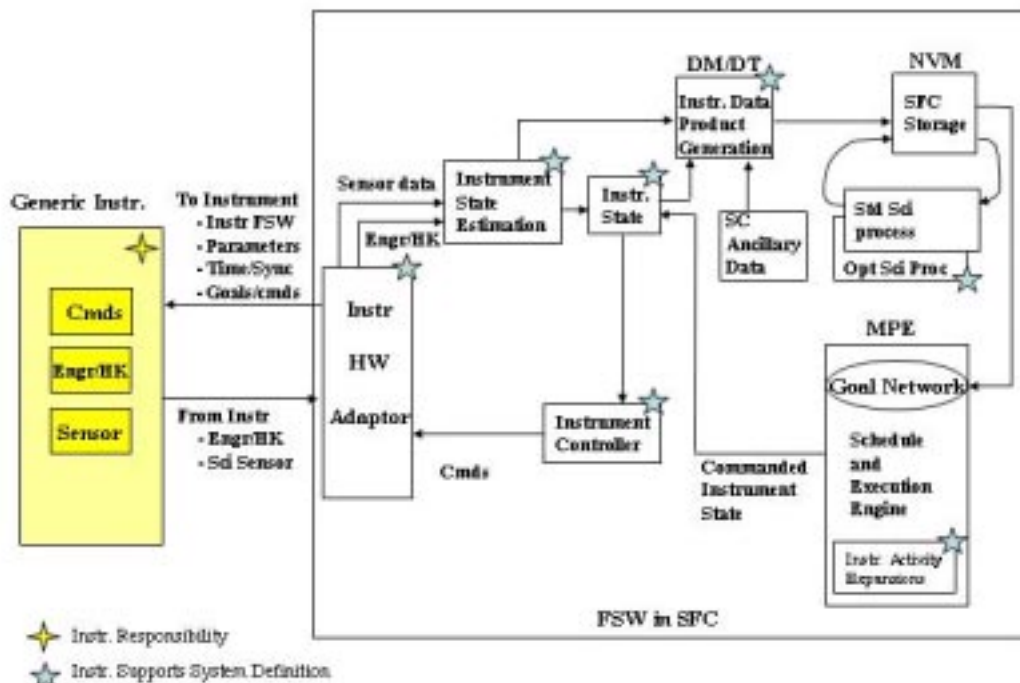 DM/DT
NVM
Instr. Data
Product
Generation
SFC
Storage
Generic Instr.
To Instrument
- Instr FSW
- Parameters
- Time/Sync
- Goals/cmds
Sensor data
Engr/HK
Instrument
State
Estimation
Instr.
State
SC
Ancillary
Data
Std Sci
process
Opt Sci Proc
Cmds
Engr/HK
Sensor
Instr
HW
Adaptor
From Instr
- Engr/HK
- Sci Sensor
Cmds
Instrument
Controller
Commanded
Instrument
State
MPE
Goal Network
Schedule
and
Execution
Engine
Instr. Activity
Expansions
FSW in SFC
Instr. Responsibility
Instr. Supports System Definition